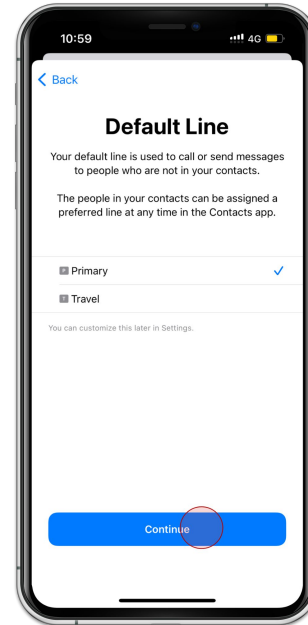 10:59
4G
Back
Default Line
Your default line is used to call or send messages
to people who are not in your contacts.
The people in your contacts can be assigned a
preferred line at any time in the Contacts app.
P Primary
T Travel
You can customize this later in Settings.
Continue